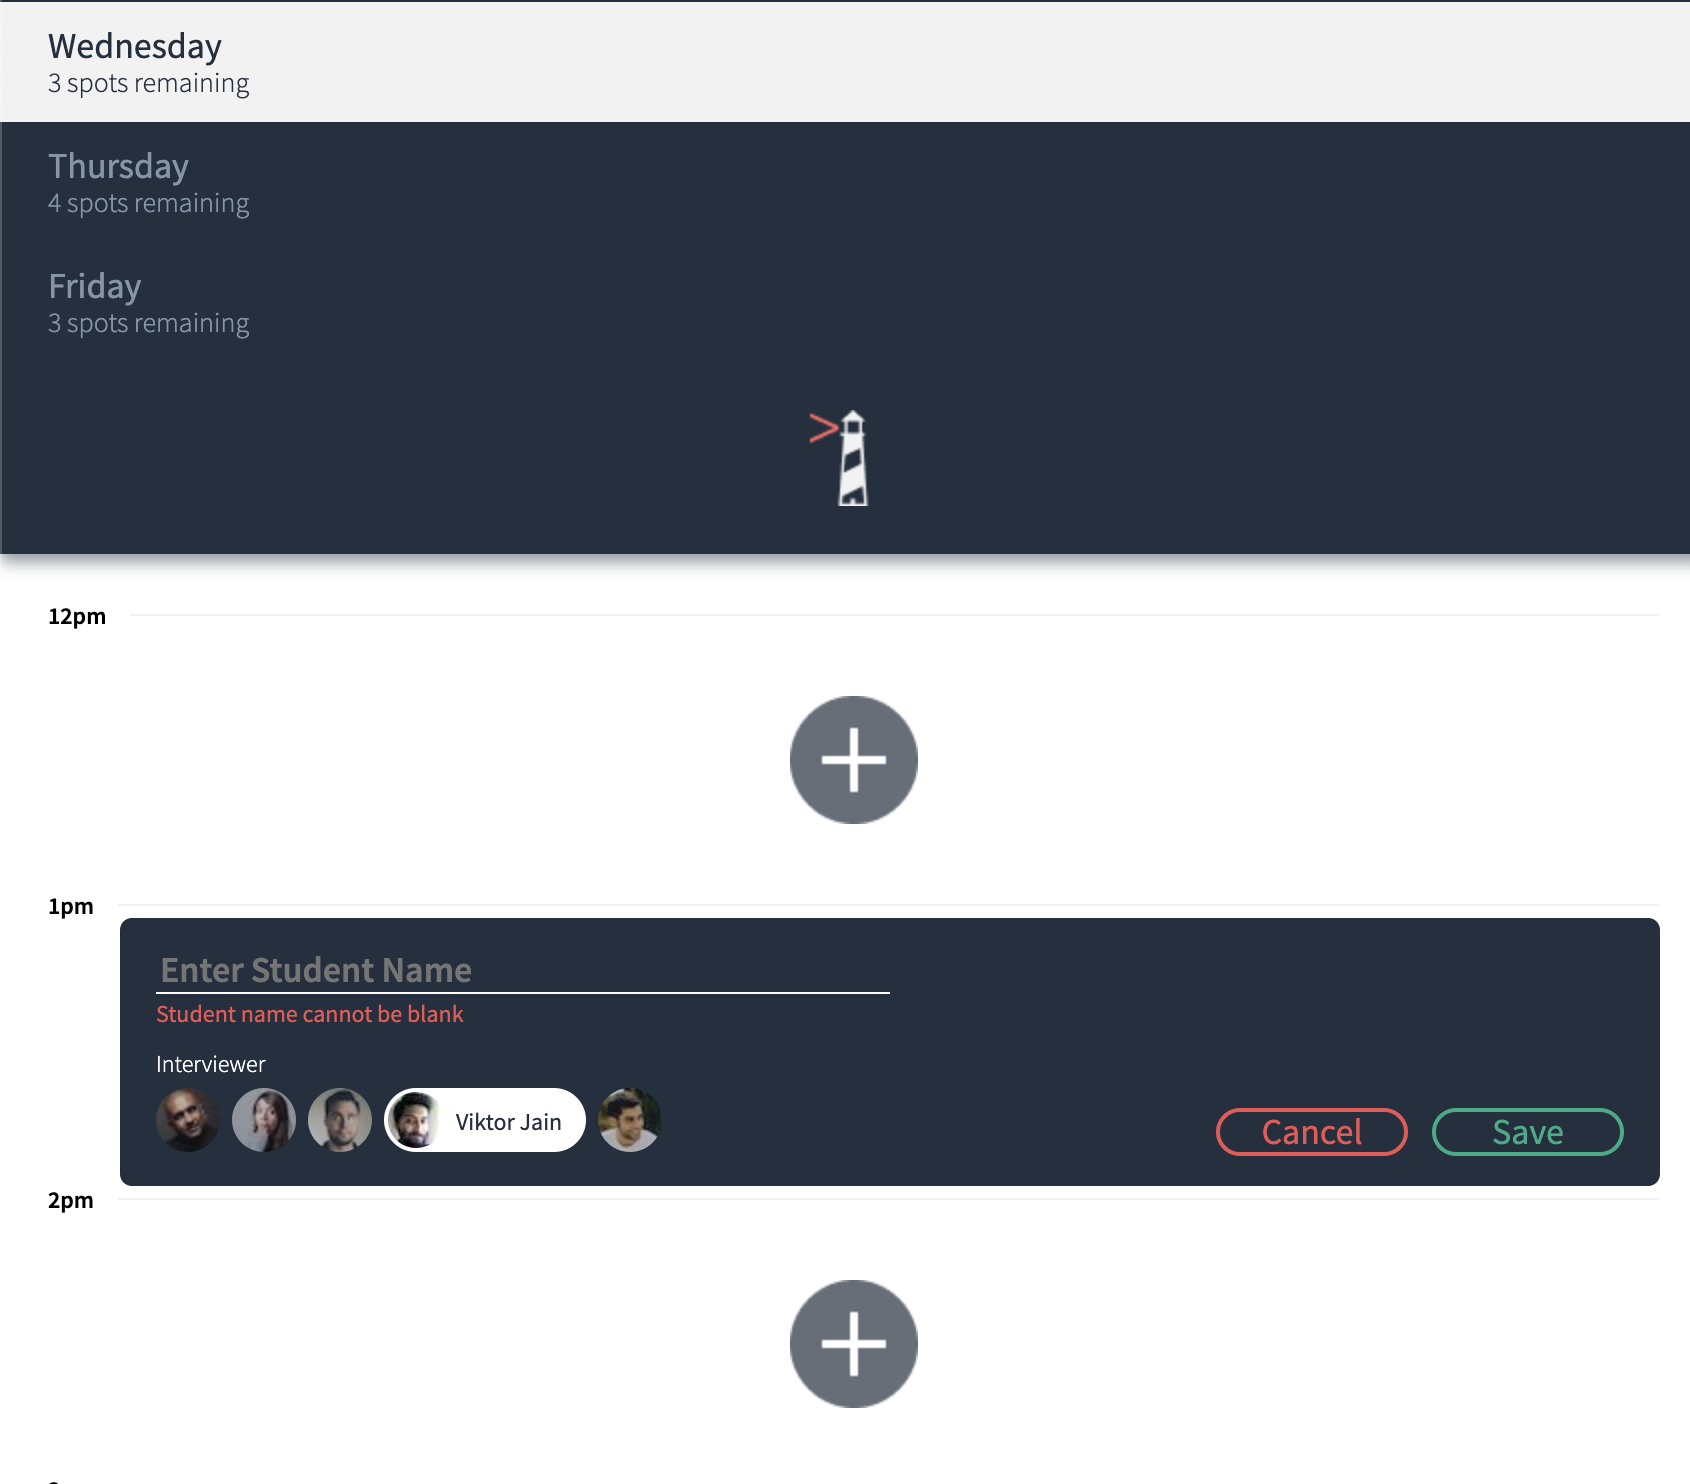 Wednesday
3 spots remaining
Thursday
4 spots remaining
Friday
3 spots remaining
12pm
1pm
Enter Student Name
Student name cannot be blank
Interviewer
Viktor Jain
Cancel
Save
2pm